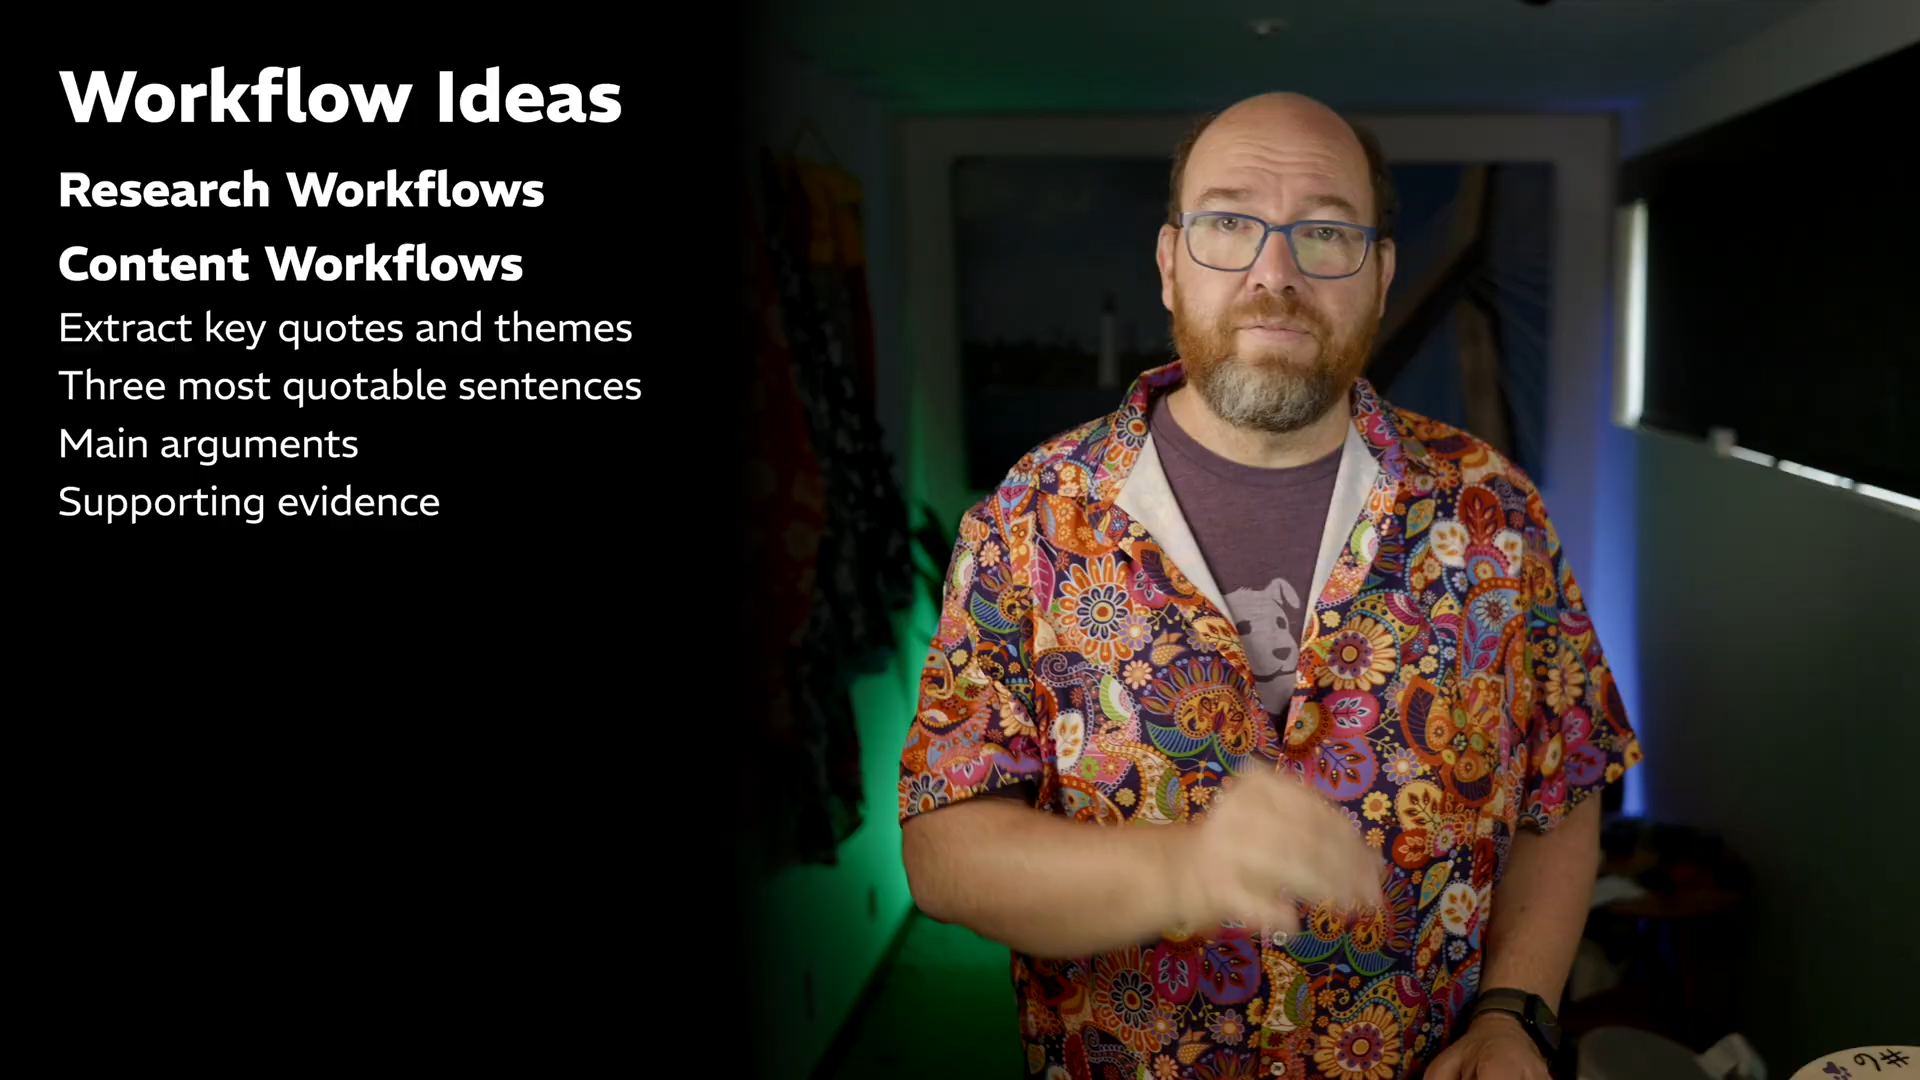 Workflow Ideas
Research Workflows
Content Workflows
Extract key quotes and themes
Three most quotable sentences
Main arguments
Supporting evidence
#6